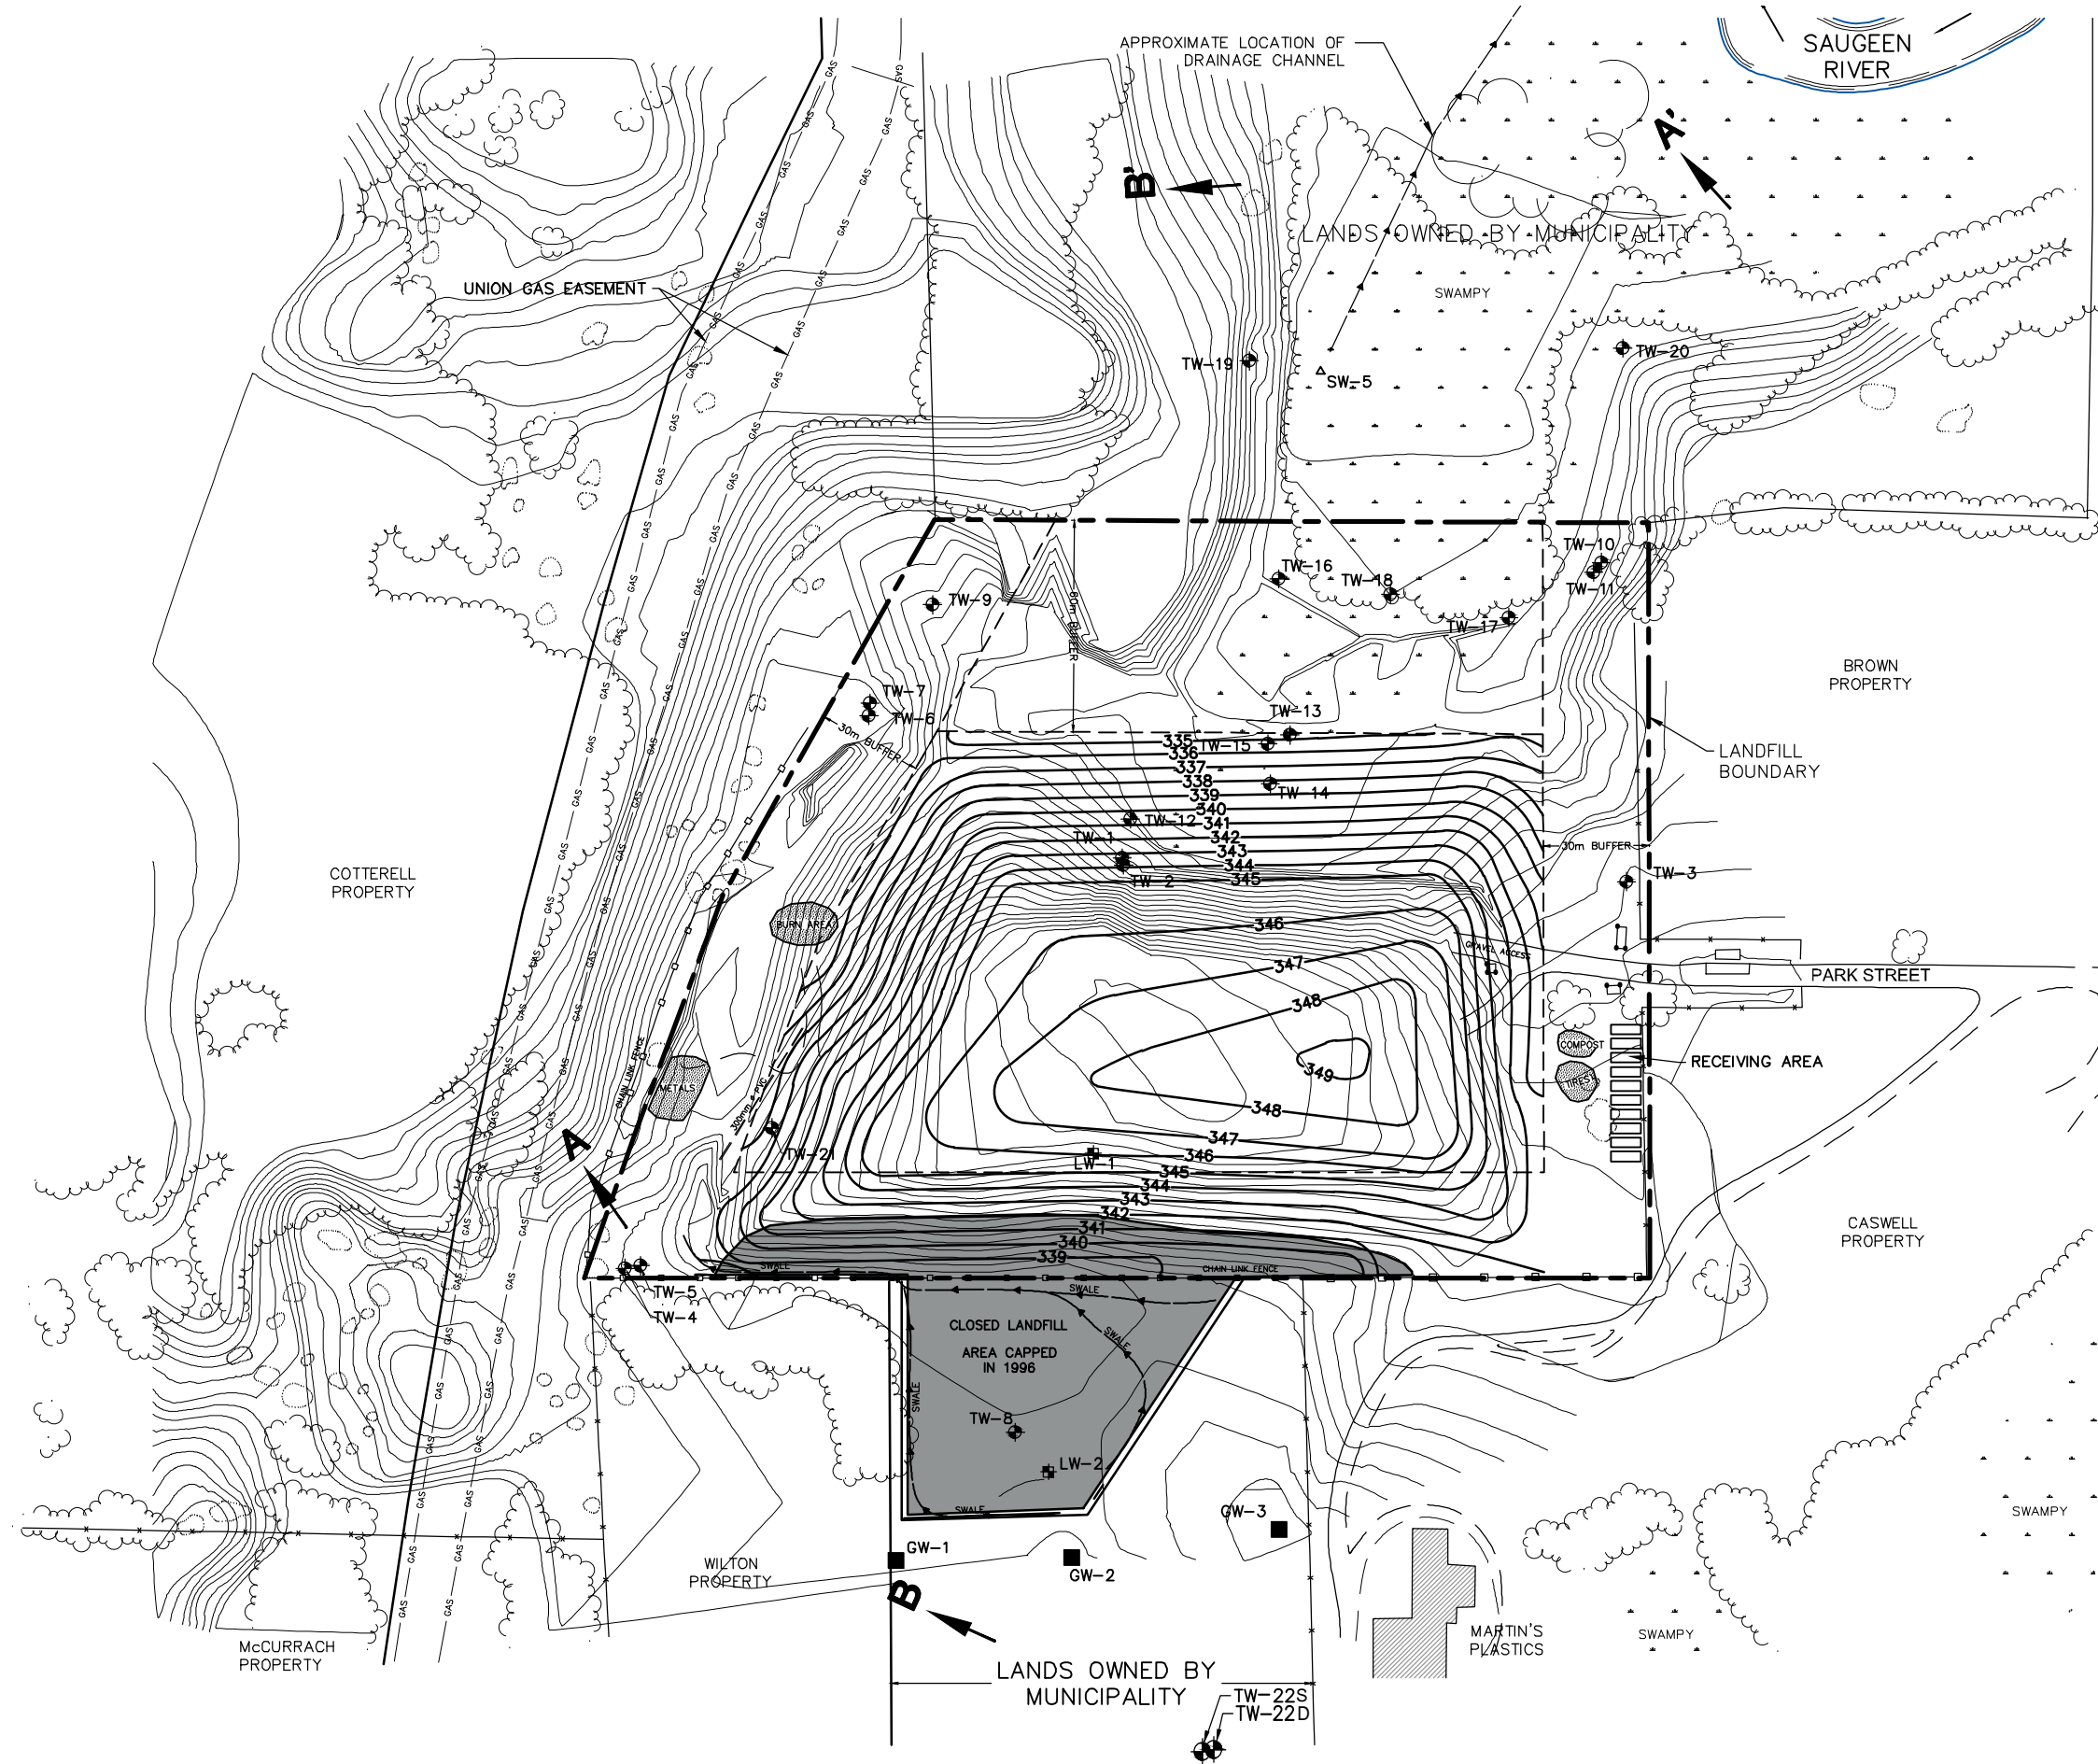 APPROXIMATE LOCATION OF
DRAINAGE CHANNEL
SAUGEEN
RIVER
A'
B'
LANDS OWNED BY MUNICIPALITY
UNION GAS EASEMENT
SWAMPY
TW-19
SW-5
TW-20
GAS
GAS
TW-10
TW-16
TW-18
TW-11
TW-9
TW-17
60m BUFFER
BROWN
PROPERTY
TW-7
TW-6
30m BUFFER
TW-13
335
TW-15
336
337
338
TW-14
339
340
TW-12
341
TW-1
342
343
344
TW-2
345
LANDFILL
BOUNDARY
30m BUFFER
TW-3
COTTERELL
PROPERTY
BURN AREA
346
347
348
349
348
347
346
345
344
343
342
341
340
339
GRAVEL ACCESS
PARK STREET
COMPOST
TIRES
RECEIVING AREA
CHAIN LINK FENCE
METALS
300mm ø PVC
TW-21
LW-1
A
CASWELL
PROPERTY
SWALE
CHAIN LINK FENCE
TW-5
TW-4
SWALE
CLOSED LANDFILL
AREA CAPPED
IN 1996
SWALE
SWALE
TW-8
LW-2
SWALE
GW-3
GW-1
GW-2
WILTON
PROPERTY
B
SWAMPY
McCURRACH
PROPERTY
MARTIN'S
PLASTICS
SWAMPY
LANDS OWNED BY
MUNICIPALITY
TW-22S
TW-22D